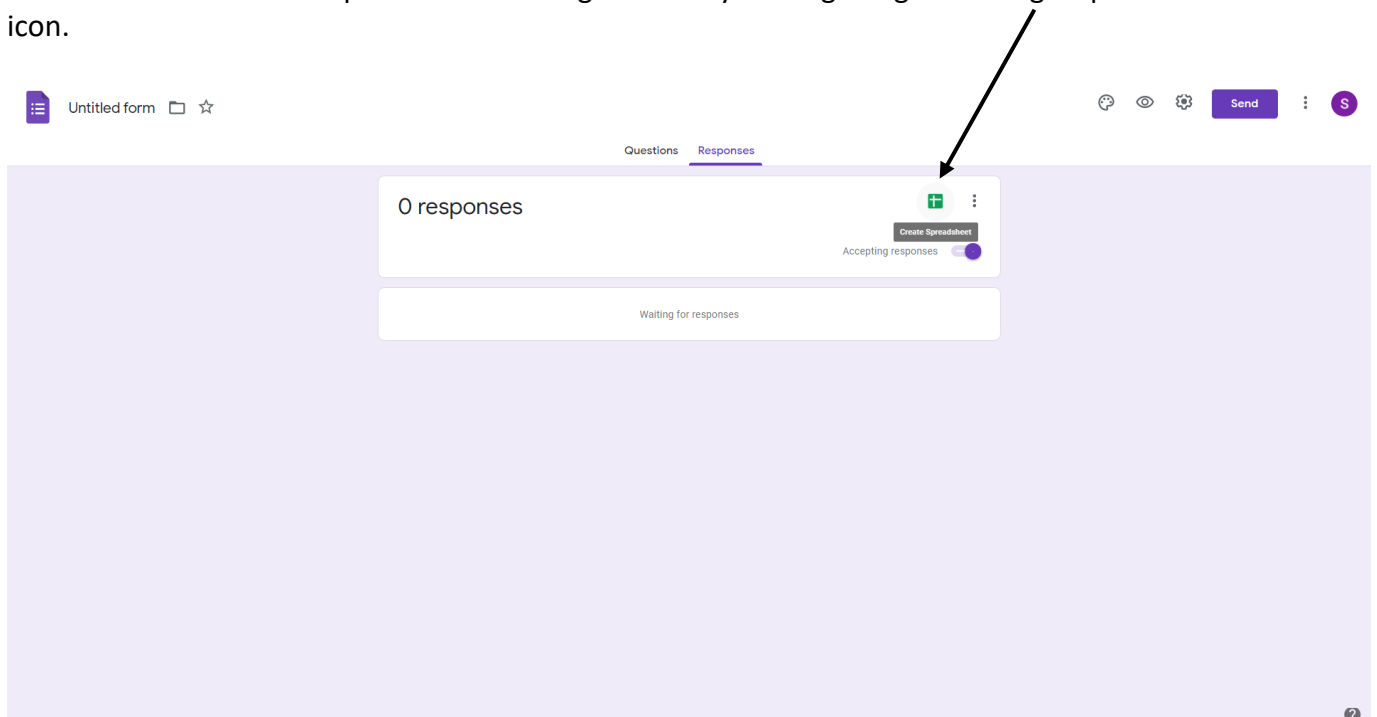 icon.
Untitled form
Send
S
Questions Responses
0 responses
Create Spreadsheet
Accepting responses
Waiting for responses
?